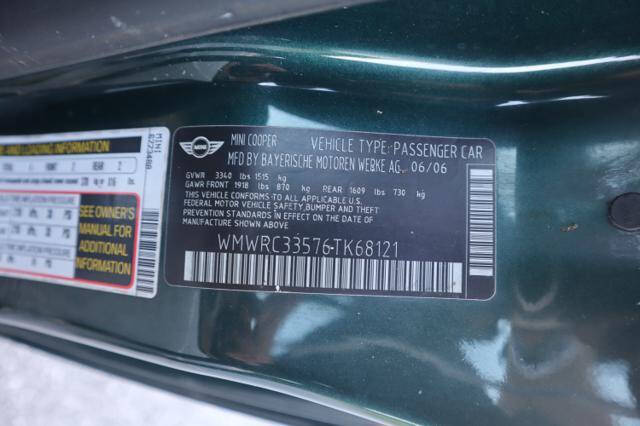 MINI
6773488
SEE OWNER'S
MANUAL FOR
ADDITIONAL
INFORMATION
MINI
MINI COOPER VEHICLE TYPE: PASSENGER CAR
MFD BY BAYERISCHE MOTOREN WERKE AG 06/06
GVWR 3340 lbs 1515 kg
GAWR FRONT 1918 lbs 870 kg REAR 1609 lbs 730 kg
THIS VEHICLE CONFORMS TO ALL APPLICABLE U.S.
FEDERAL MOTOR VEHICLE SAFETY,BUMPER AND THEFT
PREVENTION STANDARDS IN EFFECT ON THE DATE OF
MANUFACTURE SHOWN ABOVE.
WMWRC33576TK68121